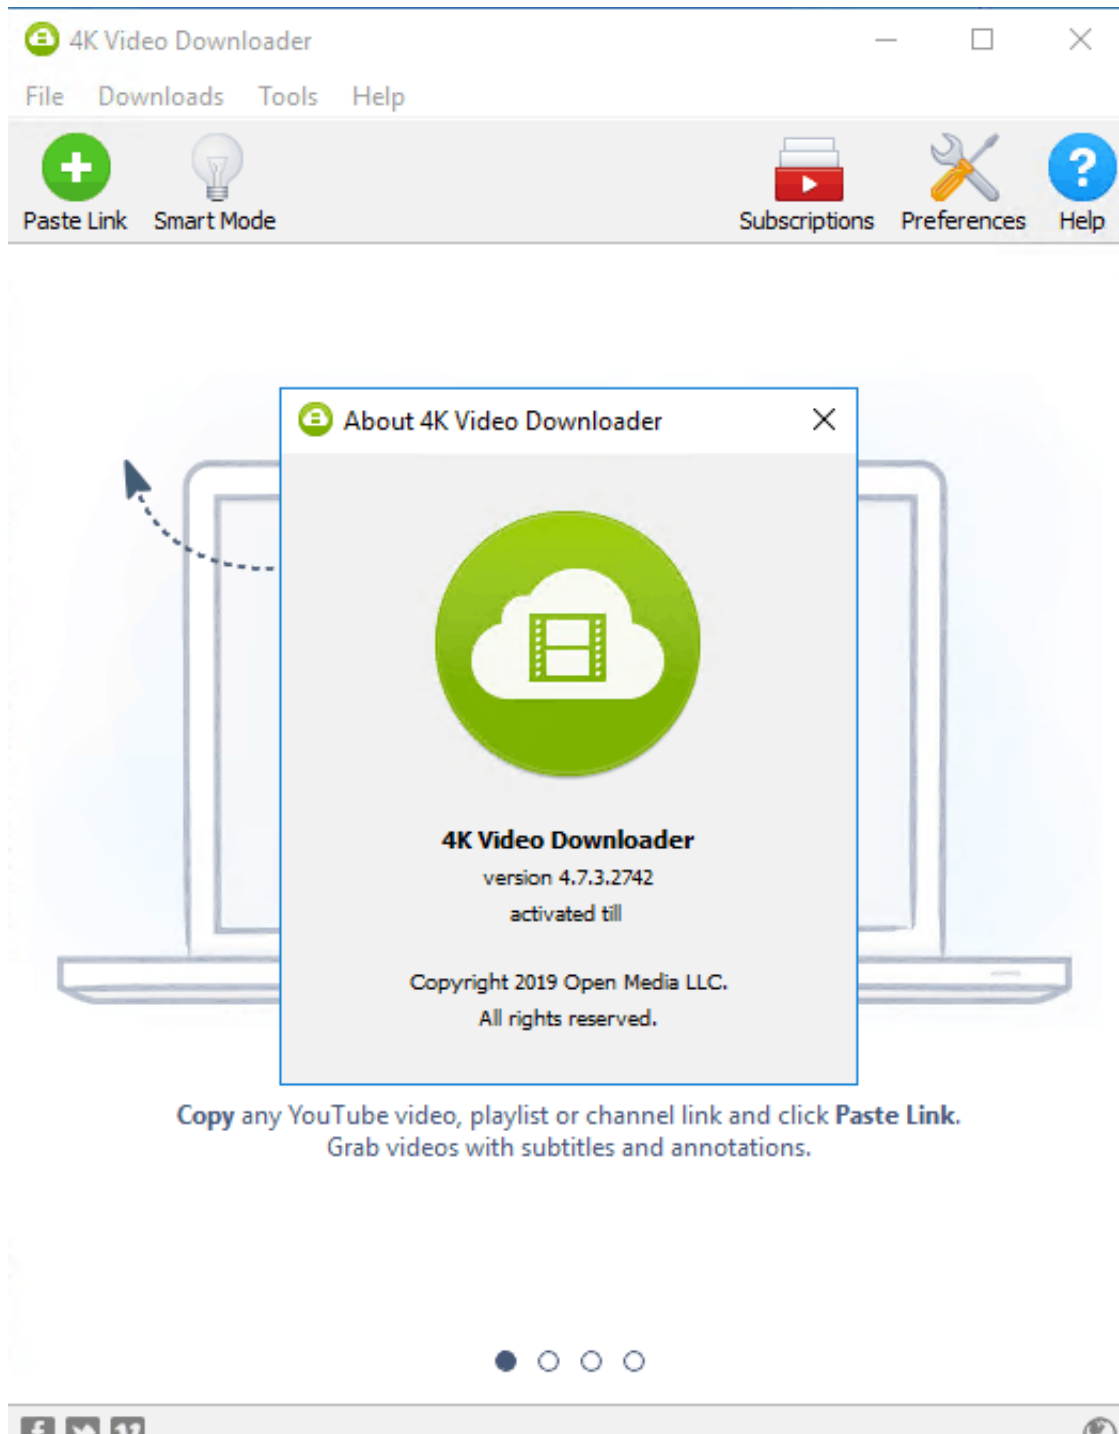 4K Video Downloader
File Downloads Tools Help
Paste Link Smart Mode Subscriptions Preferences Help
About 4K Video Downloader
4K Video Downloader
version 4.7.3.2742
activated till
Copyright 2019 Open Media LLC.
All rights reserved.
Copy any YouTube video, playlist or channel link and click Paste Link.
Grab videos with subtitles and annotations.